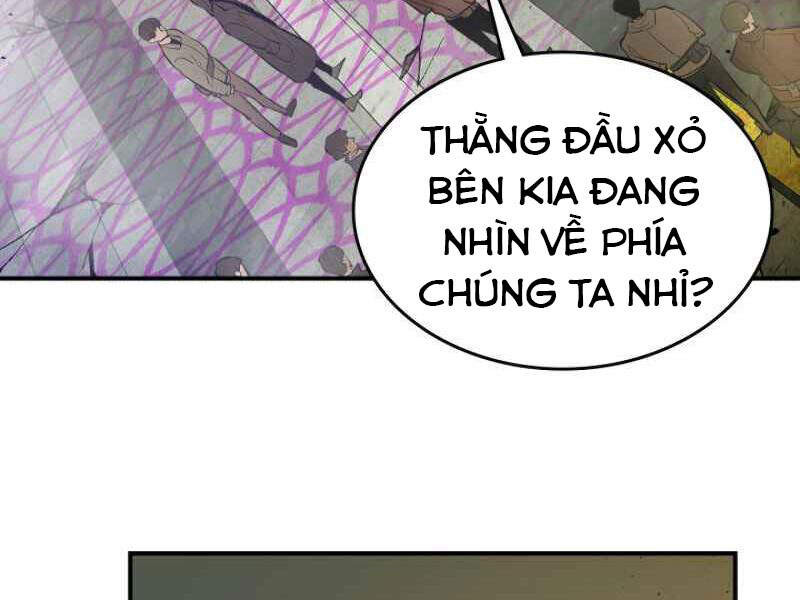 THẰNG ĐẦU XỎ
BÊN KIA ĐANG
NHÌN VỀ PHÍA
CHÚNG TA NHỈ?